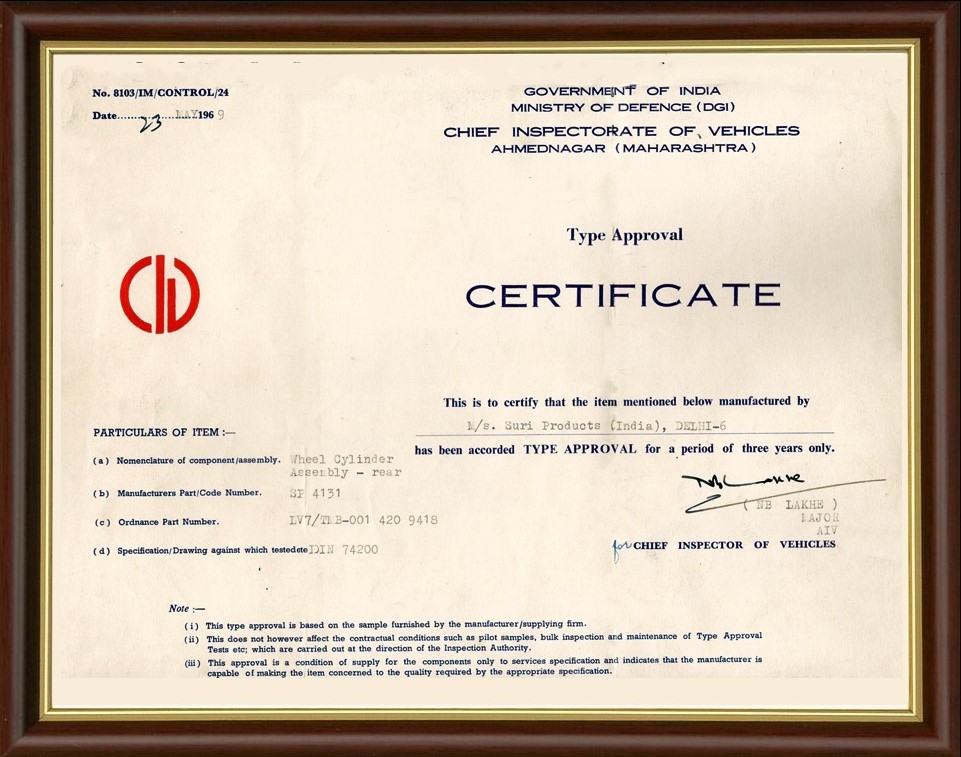 No. 8103/IM/CONTROL/24
Date........23.......MAY 1969
GOVERNMENT OF INDIA
MINISTRY OF DEFENCE (DGI)
CHIEF INSPECTORATE OF VEHICLES
AHMEDNAGAR (MAHARASHTRA)
Type Approval
CERTIFICATE
This is to certify that the item mentioned below manufactured by
M/s. Suri Products (India), DELHI-6
has been accorded TYPE APPROVAL for a period of three years only.
PARTICULARS OF ITEM :—
(a) Nomenclature of component/assembly. Wheel Cylinder
Assembly - rear
(b) Manufacturers Part/Code Number. SP 4131
(c) Ordnance Part Number. LV7/TMB-001 420 9418
(d) Specification/Drawing against which testedete DIN 74200
(NB LAKHE)
MAJOR
AIV
for CHIEF INSPECTOR OF VEHICLES
Note :—
(i) This type approval is based on the sample furnished by the manufacturer/supplying firm.
(ii) This does not however affect the contractual conditions such as pilot samples, bulk inspection and maintenance of Type Approval
Tests etc; which are carried out at the direction of the Inspection Authority.
(iii) This approval is a condition of supply for the components only to services specification and indicates that the manufacturer is
capable of making the item concerned to the quality required by the appropriate specification.